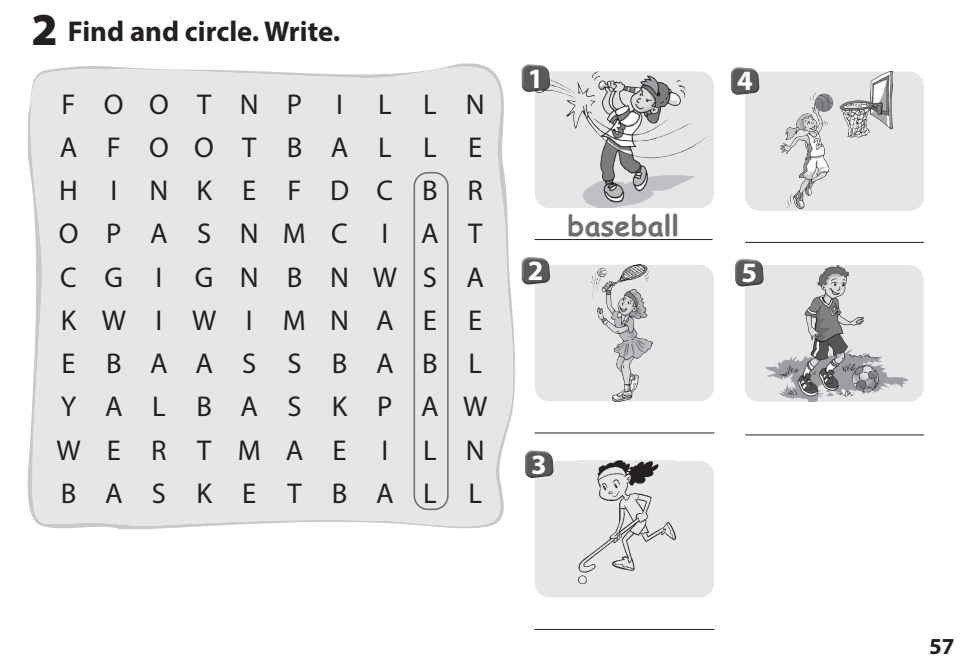 2 Find and circle. Write.
F O O T N P I L L N
A F O O T B A L L E
H I N K E F D C B R
O P A S N M C I A T
C G I G N B N W S A
K W I W I M N A E E
E B A A S S B A B L
Y A L B A S K P A W
W E R T M A E I L N
B A S K E T B A L L
1
baseball
2
3
4
5
57